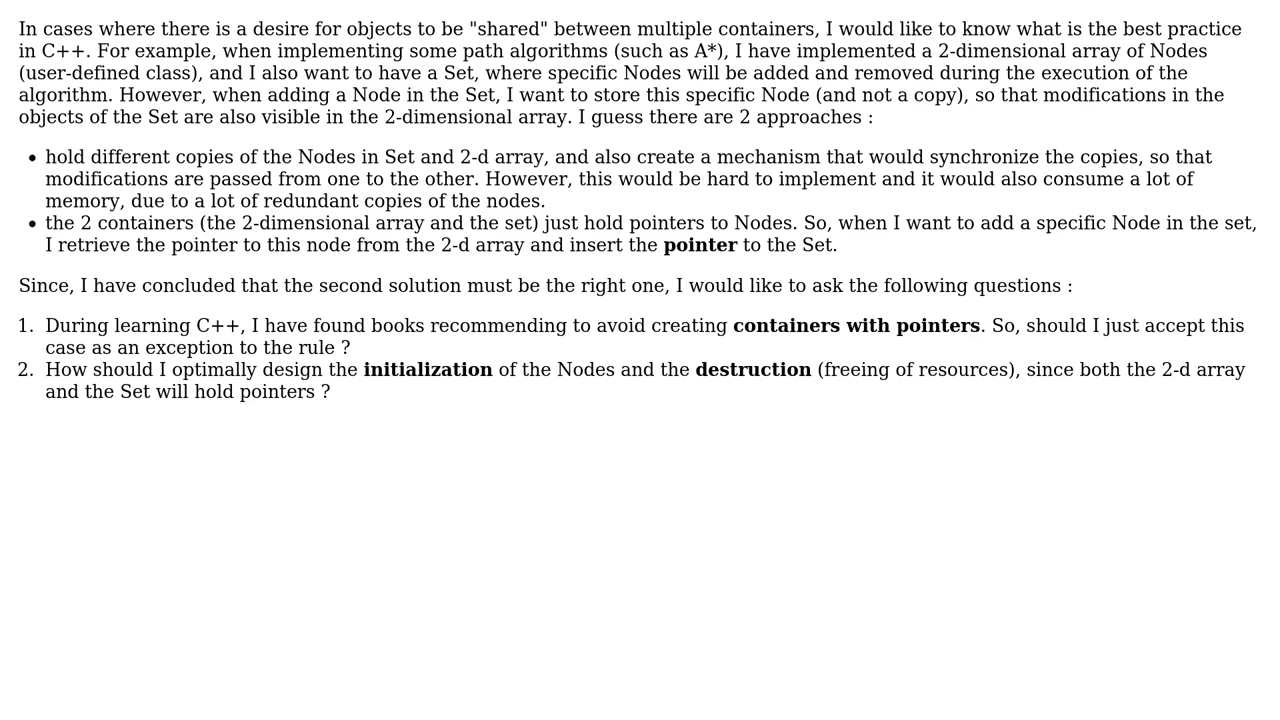 In cases where there is a desire for objects to be "shared" between multiple containers, I would like to know what is the best practice
in C++. For example, when implementing some path algorithms (such as A*), I have implemented a 2-dimensional array of Nodes
(user-defined class), and I also want to have a Set, where specific Nodes will be added and removed during the execution of the
algorithm. However, when adding a Node in the Set, I want to store this specific Node (and not a copy), so that modifications in the
objects of the Set are also visible in the 2-dimensional array. I guess there are 2 approaches :
• hold different copies of the Nodes in Set and 2-d array, and also create a mechanism that would synchronize the copies, so that
modifications are passed from one to the other. However, this would be hard to implement and it would also consume a lot of
memory, due to a lot of redundant copies of the nodes.
• the 2 containers (the 2-dimensional array and the set) just hold pointers to Nodes. So, when I want to add a specific Node in the set,
I retrieve the pointer to this node from the 2-d array and insert the pointer to the Set.
Since, I have concluded that the second solution must be the right one, I would like to ask the following questions :
1. During learning C++, I have found books recommending to avoid creating containers with pointers. So, should I just accept this
case as an exception to the rule ?
2. How should I optimally design the initialization of the Nodes and the destruction (freeing of resources), since both the 2-d array
and the Set will hold pointers ?